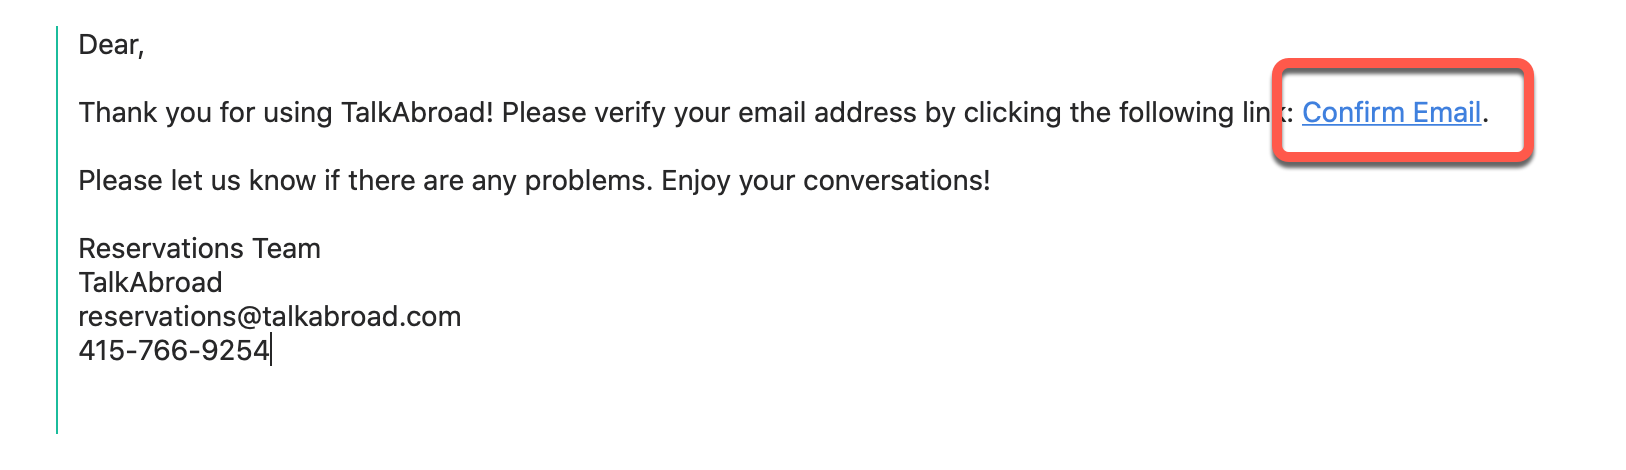 Dear,
Thank you for using TalkAbroad! Please verify your email address by clicking the following link: Confirm Email.
Please let us know if there are any problems. Enjoy your conversations!
Reservations Team
TalkAbroad
reservations@talkabroad.com
415-766-9254